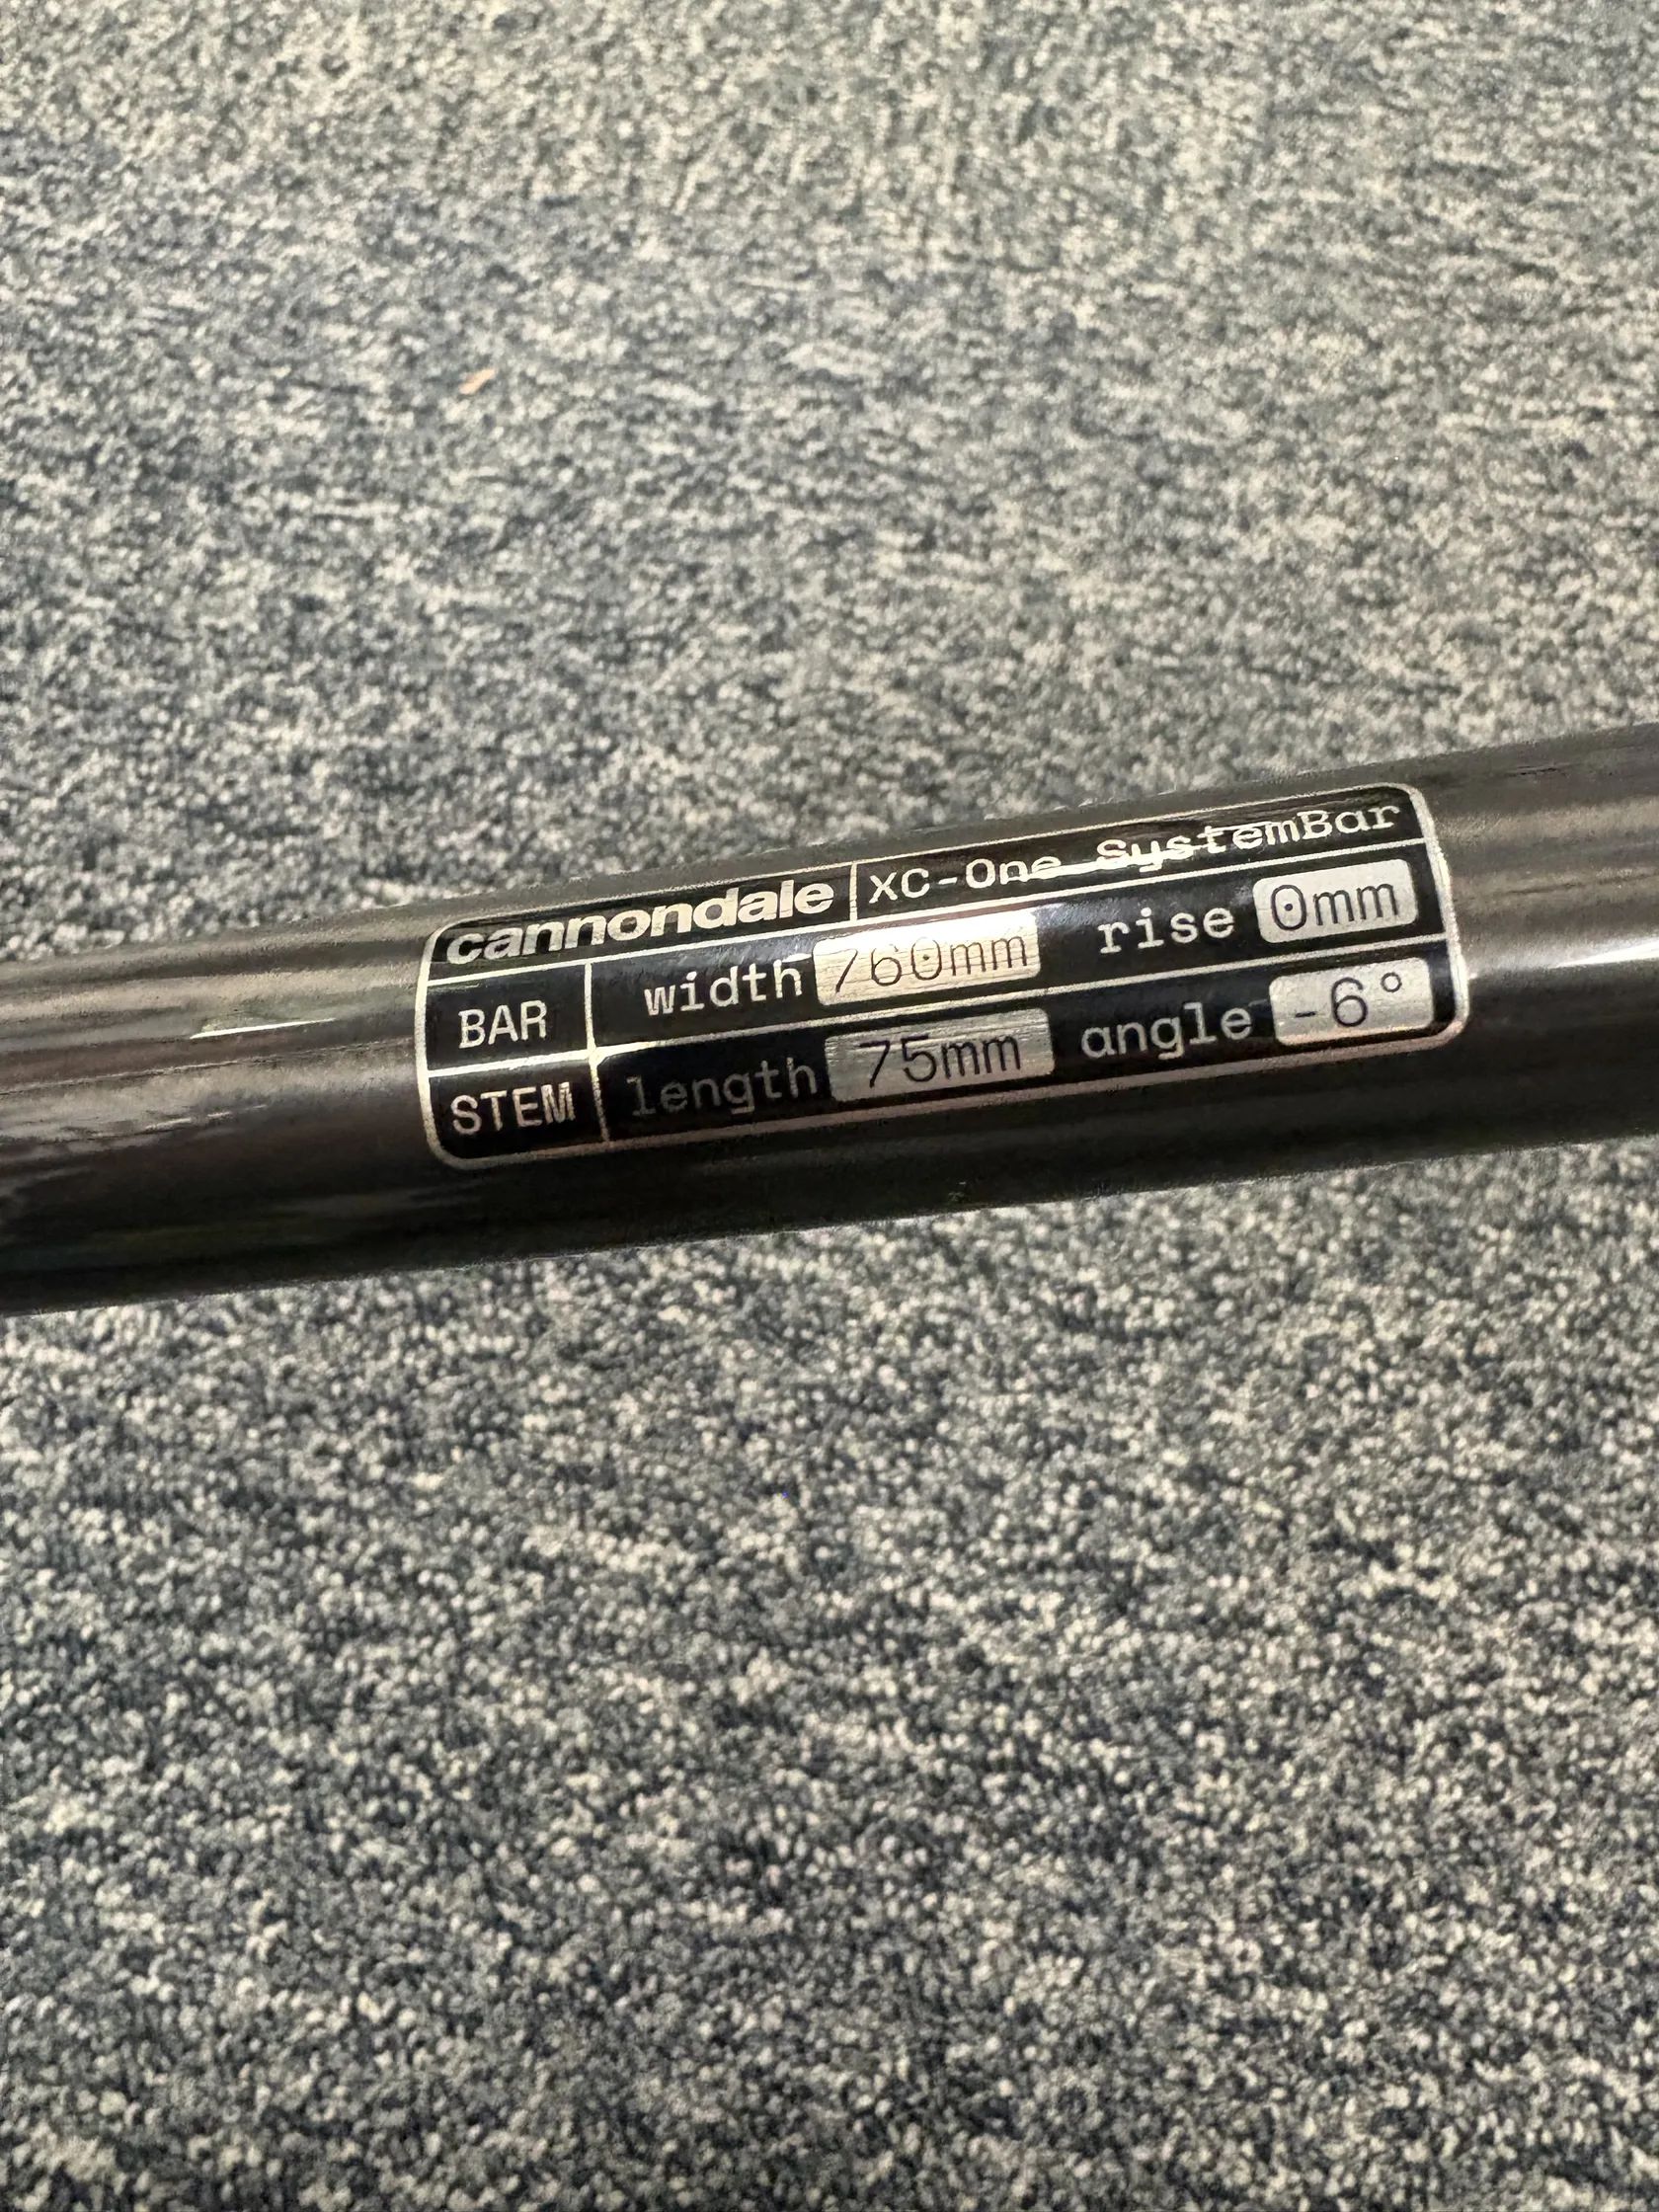 cannondale XC-One SystemBar
BAR width 760mm rise 0mm
STEM length 75mm angle -6°